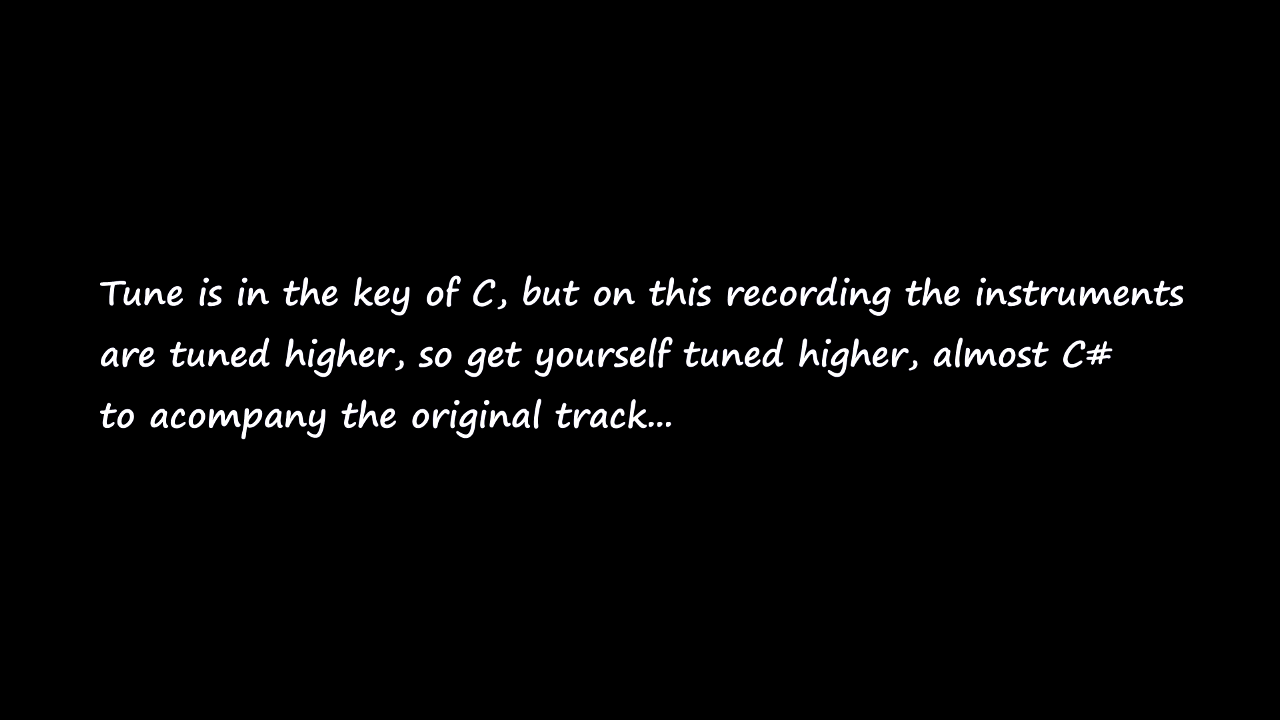 Tune is in the key of C, but on this recording the instruments
are tuned higher, so get yourself tuned higher, almost C#
to acompany the original track...